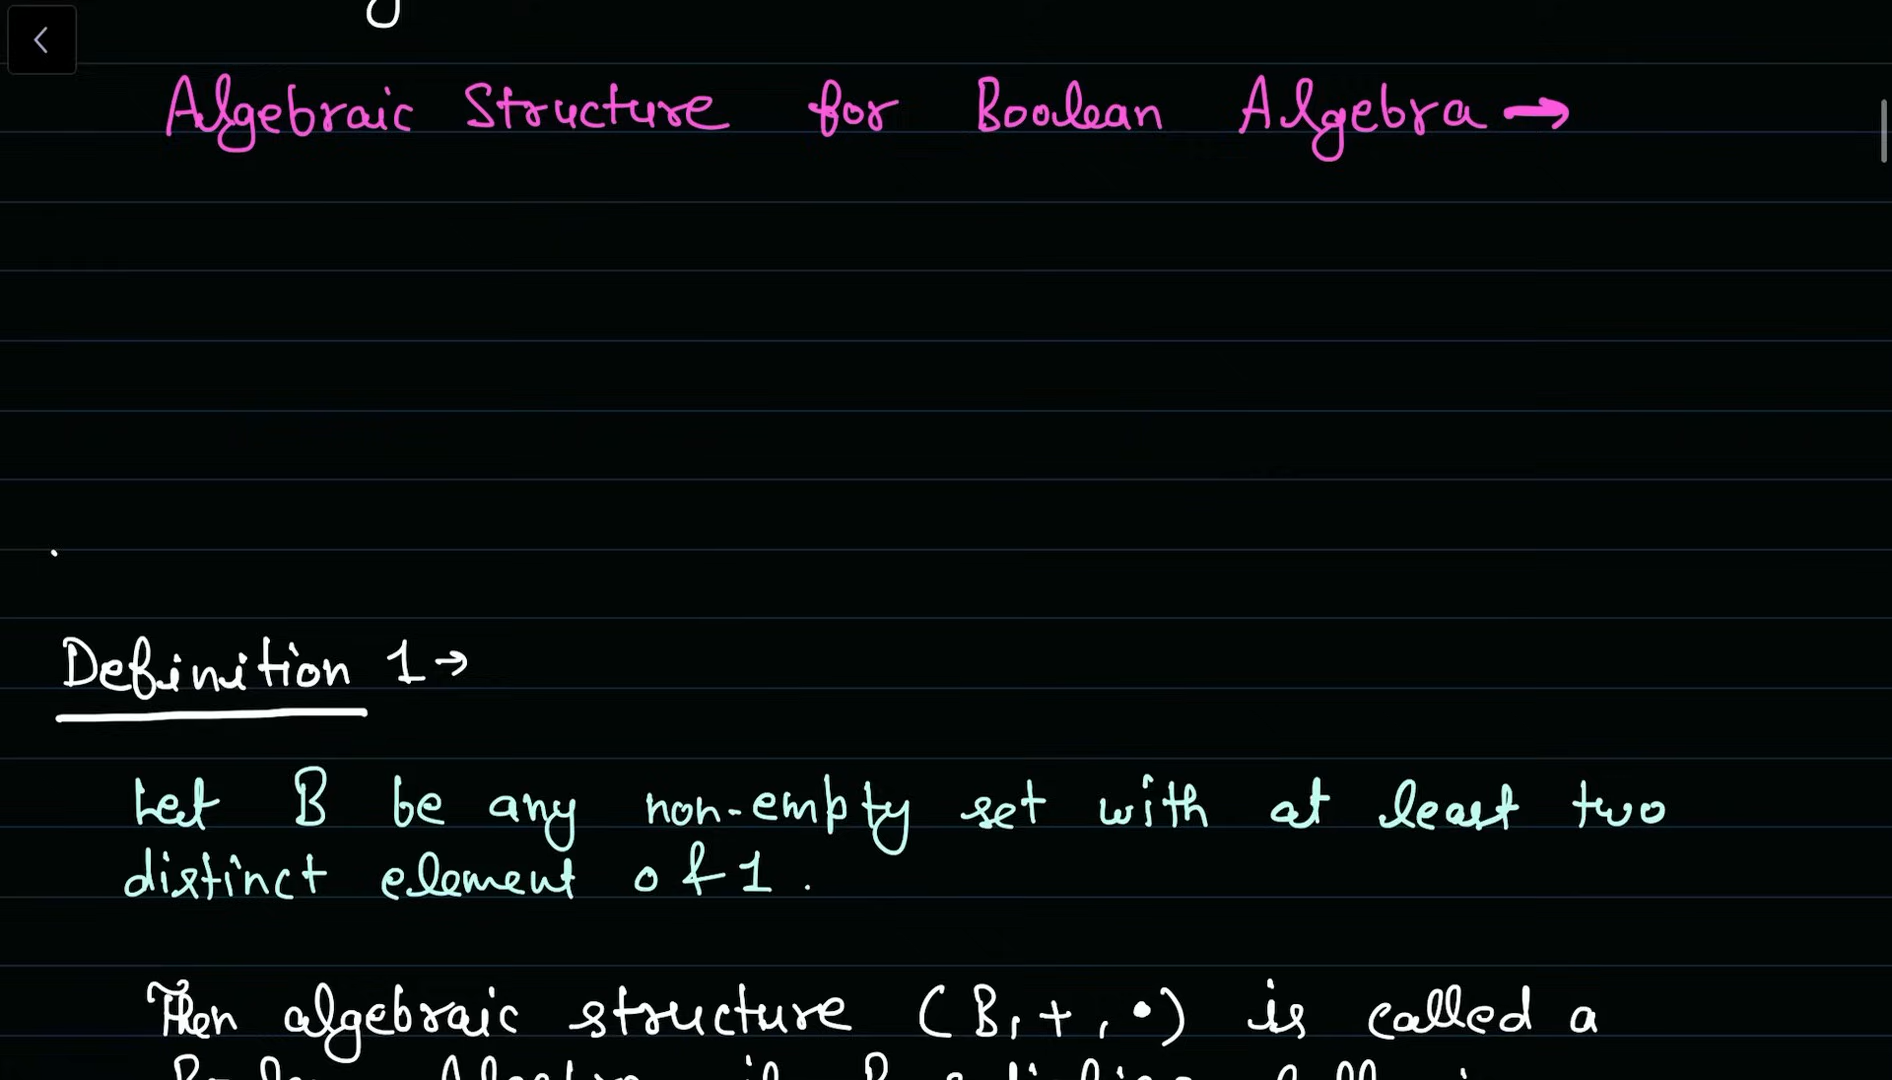 Algebraic Structure for Boolean Algebra →
Definition 1 →
Let B be any non-empty set with at least two
distinct element of 1.
Then algebraic structure (B, +, •) is called a